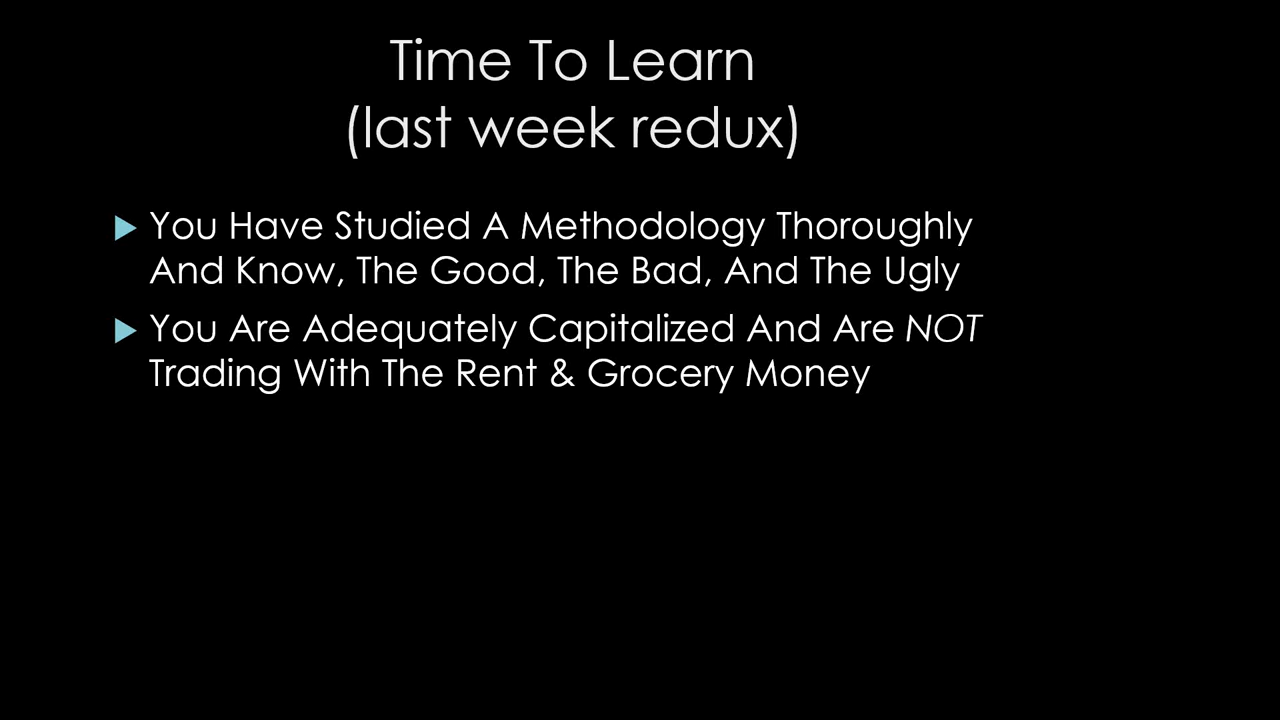 Time To Learn
(last week redux)
You Have Studied A Methodology Thoroughly
And Know, The Good, The Bad, And The Ugly
You Are Adequately Capitalized And Are NOT
Trading With The Rent & Grocery Money